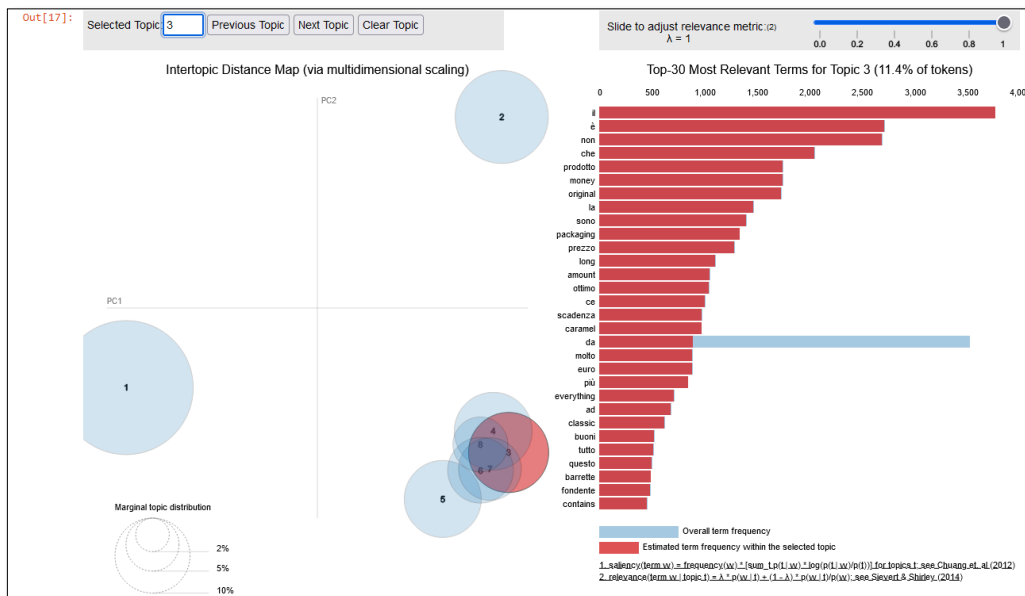 Out[17]:
Selected Topic: 3 Previous Topic Next Topic Clear Topic
Slide to adjust relevance metric:(2)
λ = 1
0.0 0.2 0.4 0.6 0.8 1
Intertopic Distance Map (via multidimensional scaling)
PC2
PC1
2
1
4
8
3
6
7
5
Marginal topic distribution
2%
5%
10%
Top-30 Most Relevant Terms for Topic 3 (11.4% of tokens)
0 500 1,000 1,500 2,000 2,500 3,000 3,500 4,00
il
è
non
che
prodotto
money
original
la
sono
packaging
prezzo
long
amount
ottimo
ce
scadenza
caramel
da
molto
euro
più
everything
ad
classic
buoni
tutto
questo
barrette
fondente
contains
Overall term frequency
Estimated term frequency within the selected topic
1. saliency(term w) = frequency(w) * [sum_t p(t | w) * log(p(t | w)/p(t))] for topics t; see Chuang et. al (2012)
2. relevance(term w | topic t) = λ * p(w | t) + (1 - λ) * p(w | t)/p(w); see Sievert & Shirley (2014)